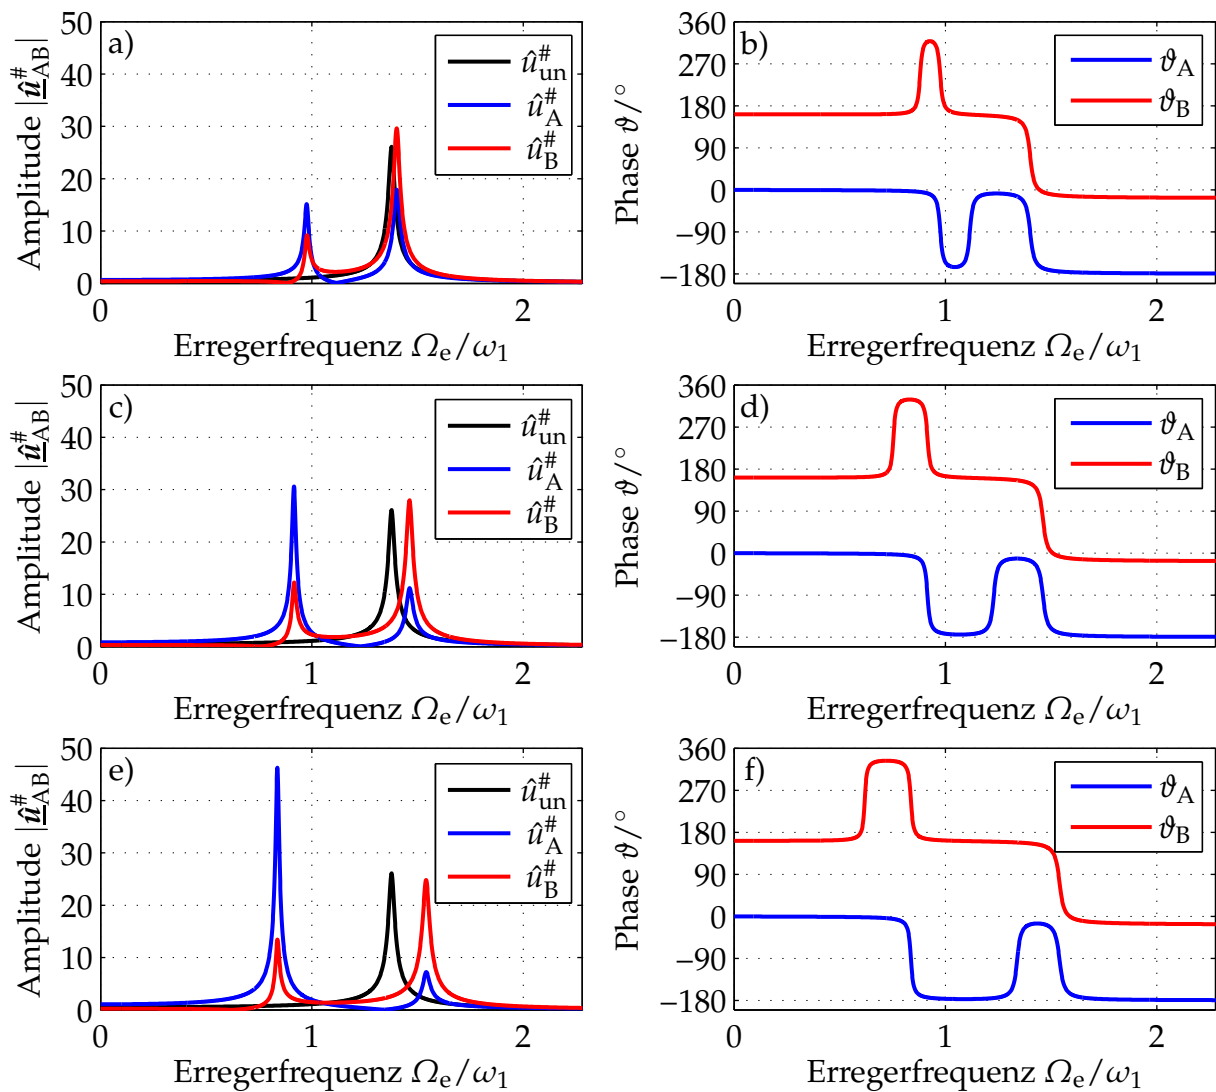 a)
Amplitude |û#AB|
50
40
30
20
10
0
û#un
û#A
û#B
0 1 2
Erregerfrequenz Ωe/ω1
b)
Phase ϑ/°
360
270
180
90
0
−90
−180
ϑA
ϑB
0 1 2
Erregerfrequenz Ωe/ω1
c)
Amplitude |û#AB|
50
40
30
20
10
0
û#un
û#A
û#B
0 1 2
Erregerfrequenz Ωe/ω1
d)
Phase ϑ/°
360
270
180
90
0
−90
−180
ϑA
ϑB
0 1 2
Erregerfrequenz Ωe/ω1
e)
Amplitude |û#AB|
50
40
30
20
10
0
û#un
û#A
û#B
0 1 2
Erregerfrequenz Ωe/ω1
f)
Phase ϑ/°
360
270
180
90
0
−90
−180
ϑA
ϑB
0 1 2
Erregerfrequenz Ωe/ω1